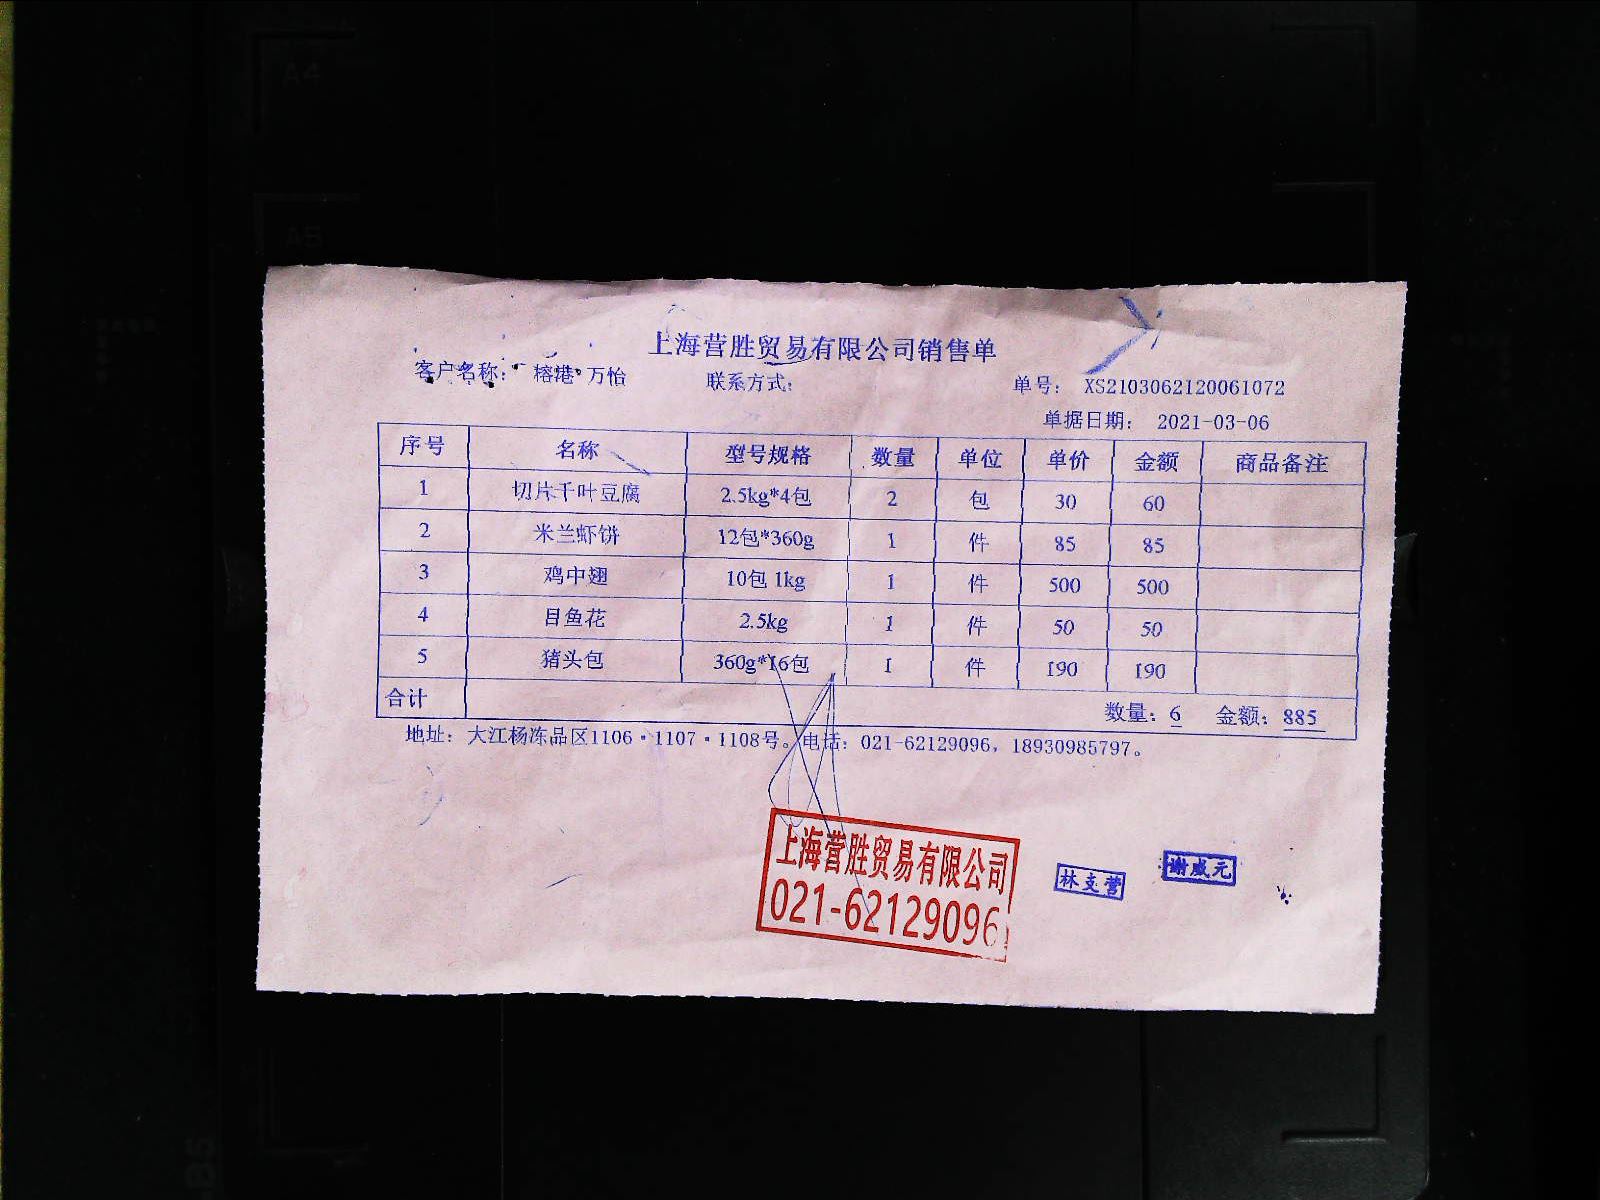 A4
A5
上海营胜贸易有限公司销售单
客户名称： 榕港 万怡 联系方式： 单号： XS2103062120061072
单据日期： 2021-03-06
序号 名称 型号规格 数量 单位 单价 金额 商品备注
1 切片千叶豆腐 2.5kg*4包 2 包 30 60
2 米兰虾饼 12包*360g 1 件 85 85
3 鸡中翅 10包 1kg 1 件 500 500
4 目鱼花 2.5kg 1 件 50 50
5 猪头包 360g*16包 1 件 190 190
合计 数量：6 金额：885
地址：大江杨冻品区1106·1107·1108号。电话：021-62129096，18930985797。
上海营胜贸易有限公司
021-62129096
林支营
谢威元
B5